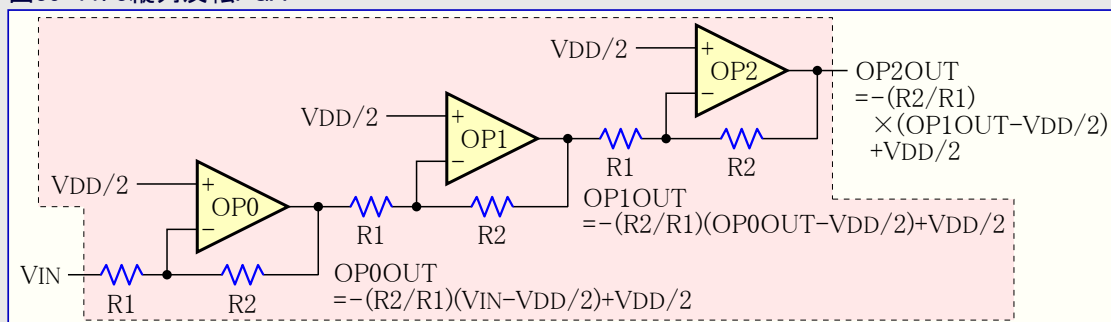 VDD/2
OP2
OP2OUT
=-(R2/R1)
×(OP1OUT-VDD/2)
+VDD/2
+
-
R1
R2
VDD/2
OP1
+
-
R1
R2
OP1OUT
=-(R2/R1)(OP0OUT-VDD/2)+VDD/2
VDD/2
OP0
+
-
VIN
R1
R2
OP0OUT
=-(R2/R1)(VIN-VDD/2)+VDD/2